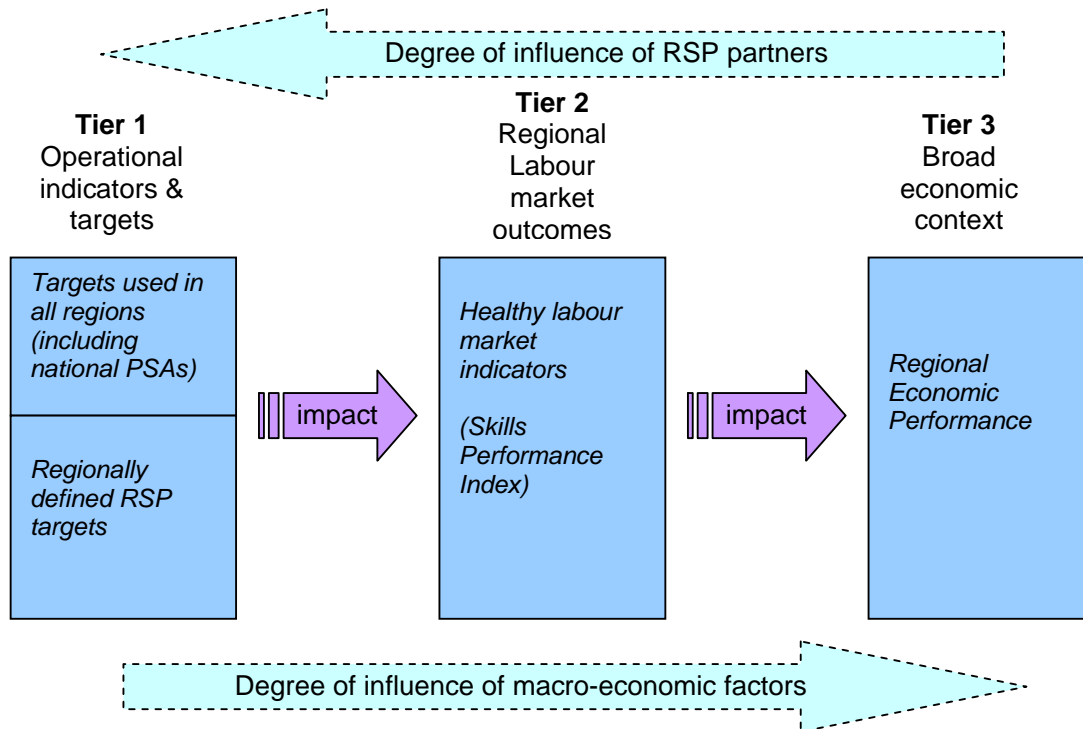 Degree of influence of RSP partners
Tier 1
Operational
indicators &
targets
Tier 2
Regional
Labour
market
outcomes
Tier 3
Broad
economic
context
Targets used in
all regions
(including
national PSAs)
Regionally
defined RSP
targets
impact
Healthy labour
market
indicators
(Skills
Performance
Index)
impact
Regional
Economic
Performance
Degree of influence of macro-economic factors